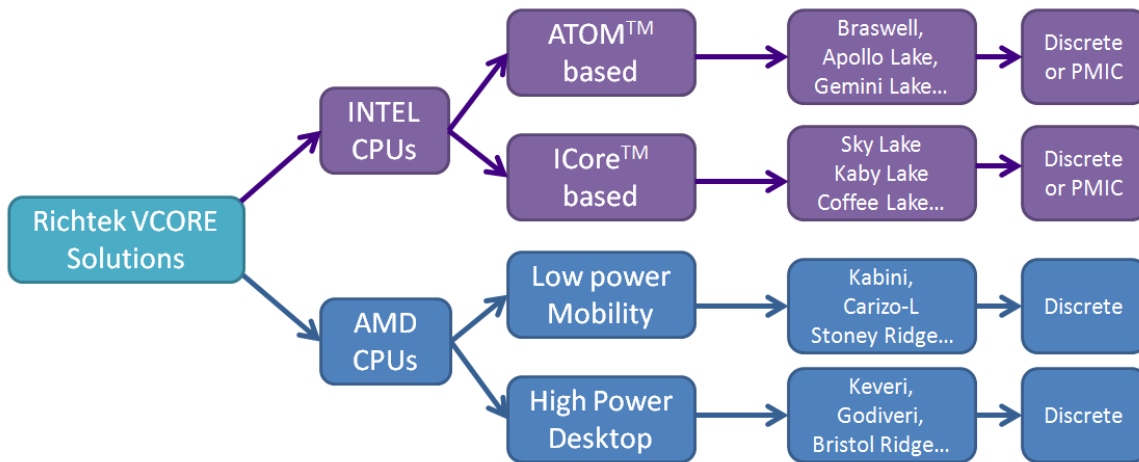 Richtek VCORE
Solutions
INTEL
CPUs
ATOM™
based
Braswell,
Apollo Lake,
Gemini Lake...
Discrete
or PMIC
ICore™
based
Sky Lake
Kaby Lake
Coffee Lake...
Discrete
or PMIC
AMD
CPUs
Low power
Mobility
Kabini,
Carizo-L
Stoney Ridge...
Discrete
High Power
Desktop
Keveri,
Godiveri,
Bristol Ridge...
Discrete